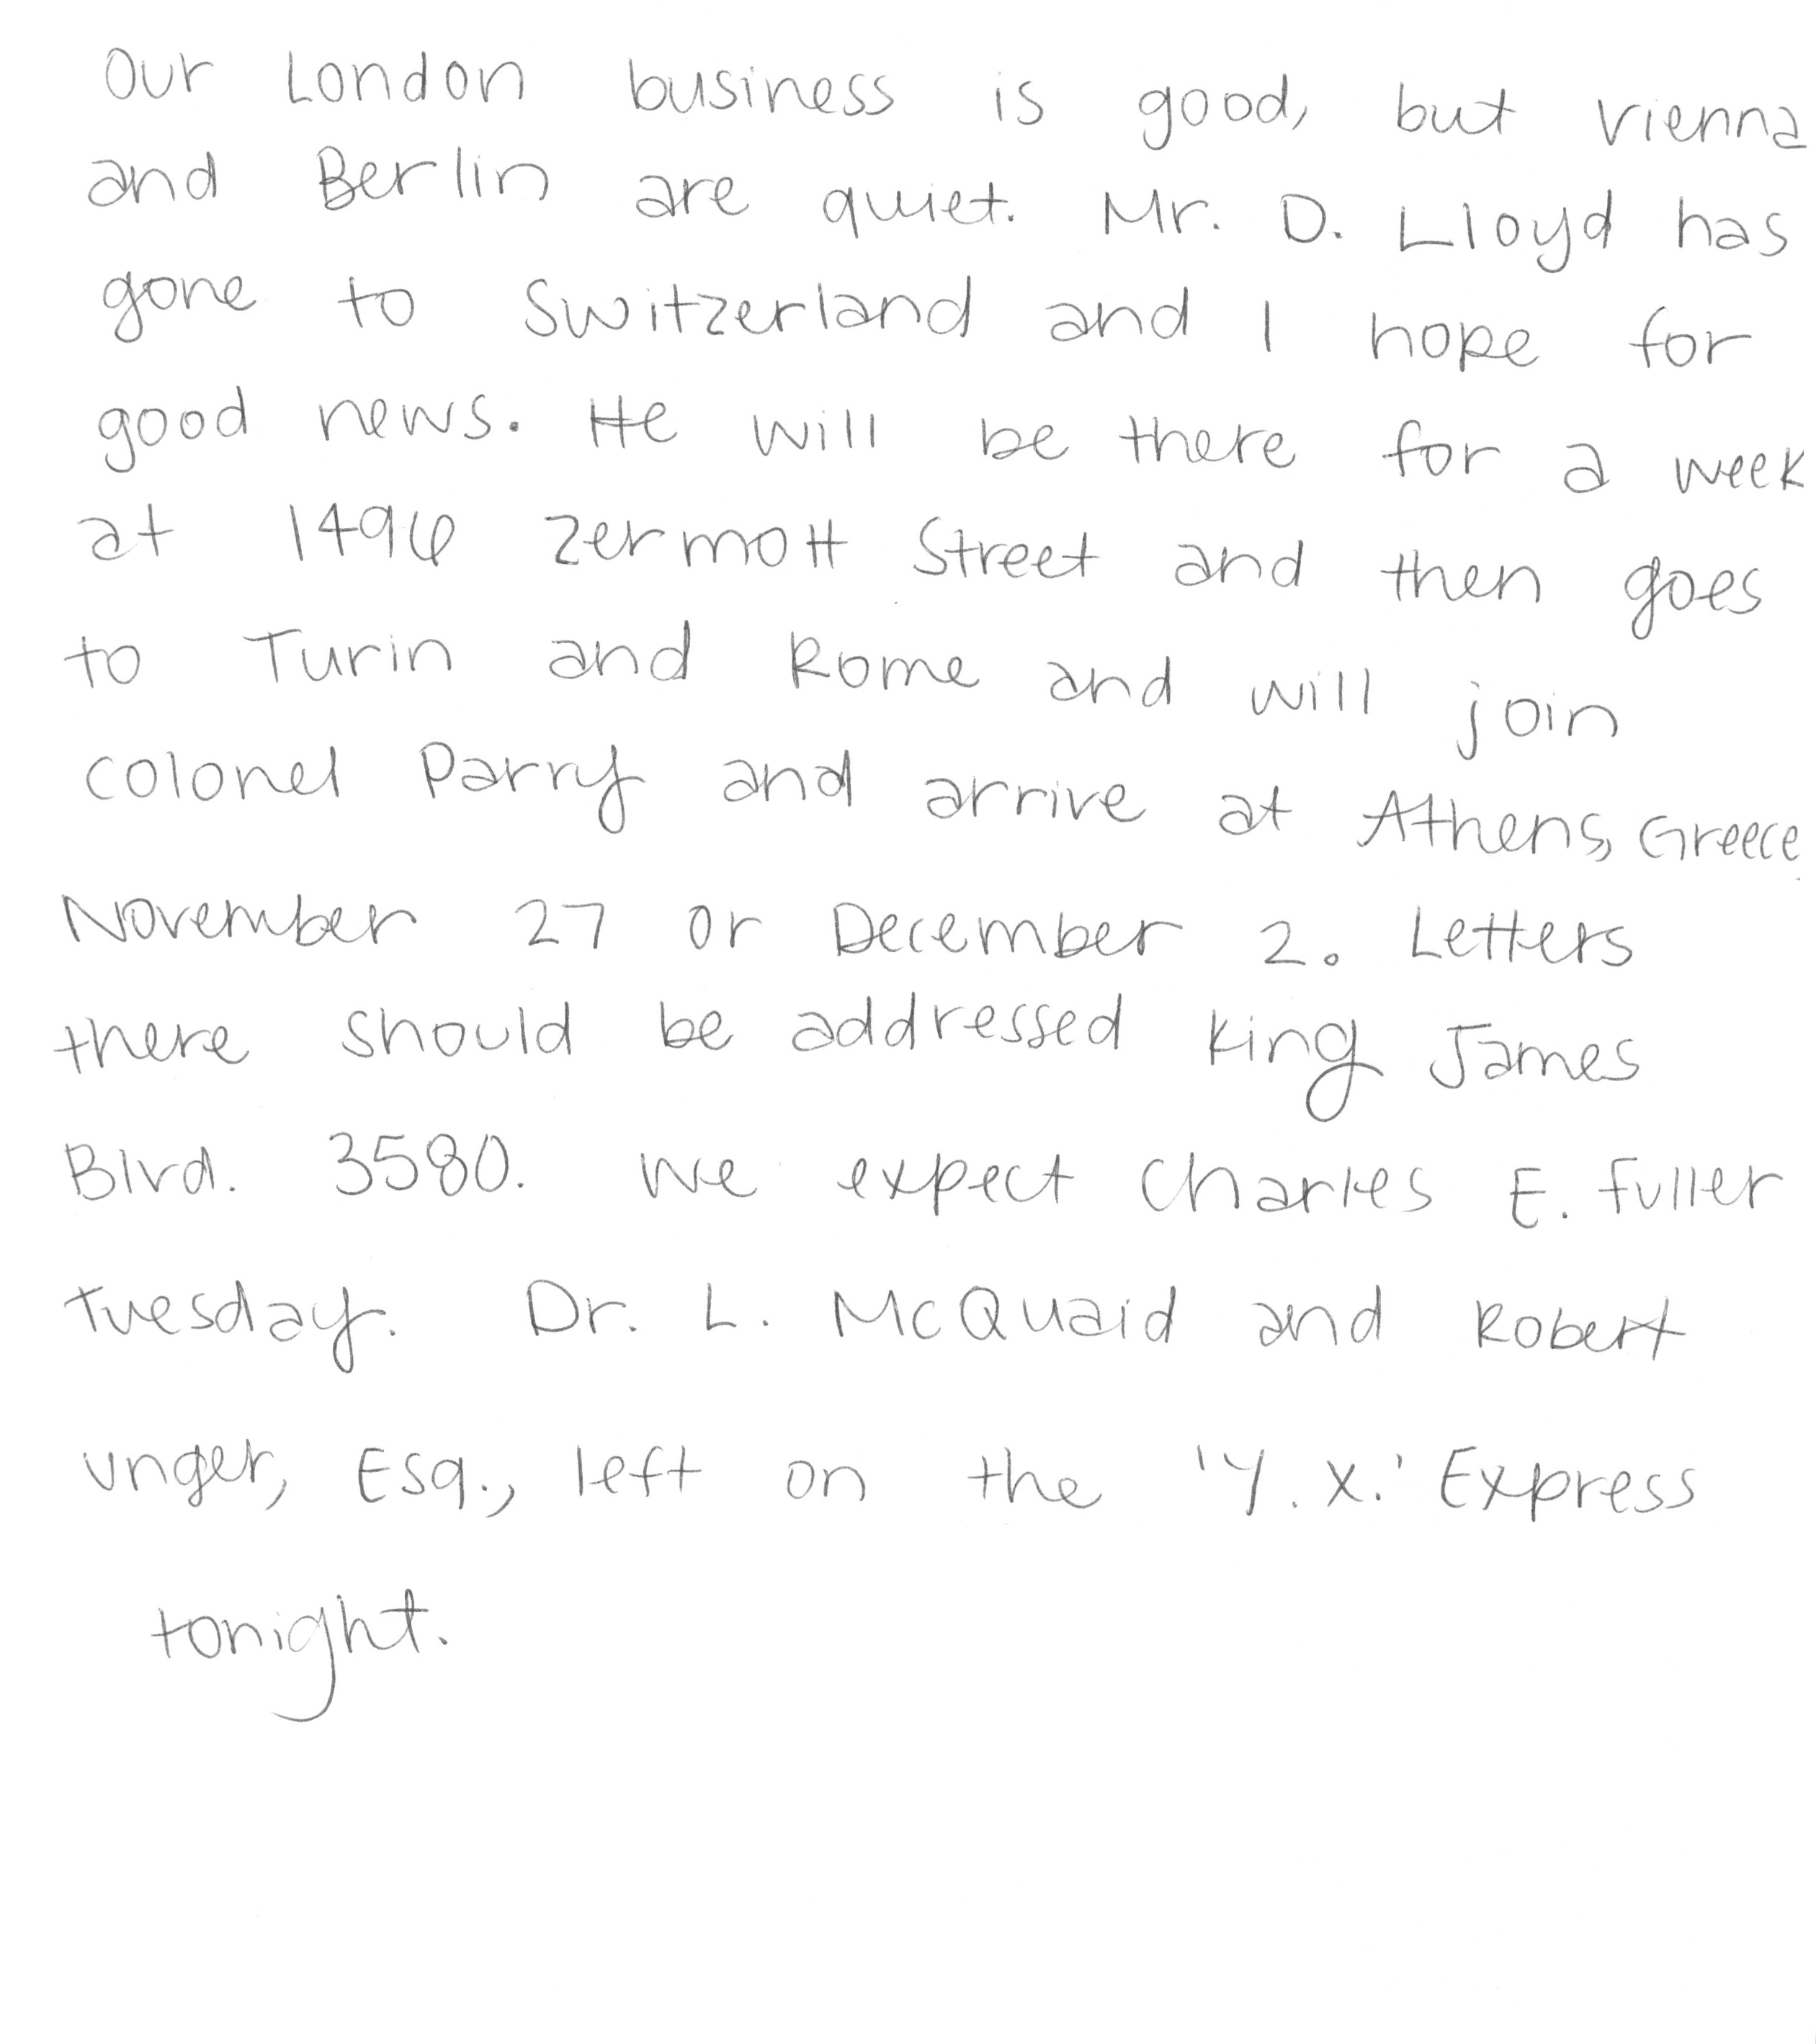 Our London business is good, but Vienna
and Berlin are quiet. Mr. D. Lloyd has
gone to Switzerland and I hope for
good news. He will be there for a week
at 1496 Zermott Street and then goes
to Turin and Rome and will join
Colonel Parry and arrive at Athens, Greece
November 27 or December 2. Letters
there should be addressed King James
Blvd. 3580. We expect Charles E. Fuller
Tuesday. Dr. L. McQuaid and Robert
Unger, Esq., left on the 'Y.X.' Express
tonight.